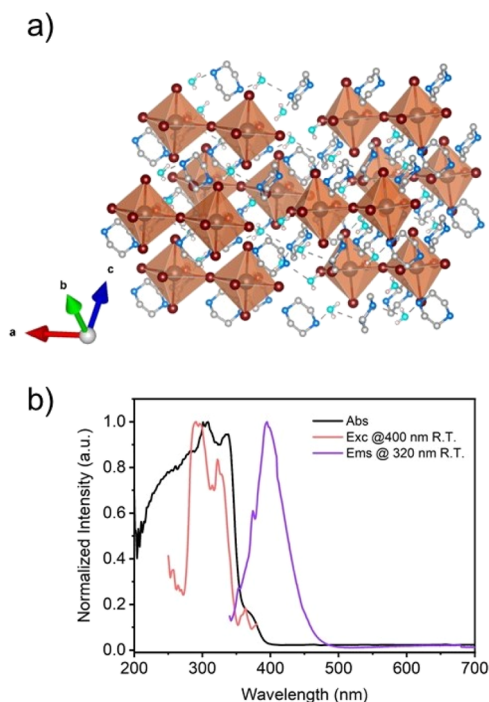 a)
c
b
a
b)
Normalized Intensity (a.u.)
1.0
0.8
0.6
0.4
0.2
0.0
Abs
Exc @400 nm R.T.
Ems @ 320 nm R.T.
200 300 400 500 600 700
Wavelength (nm)